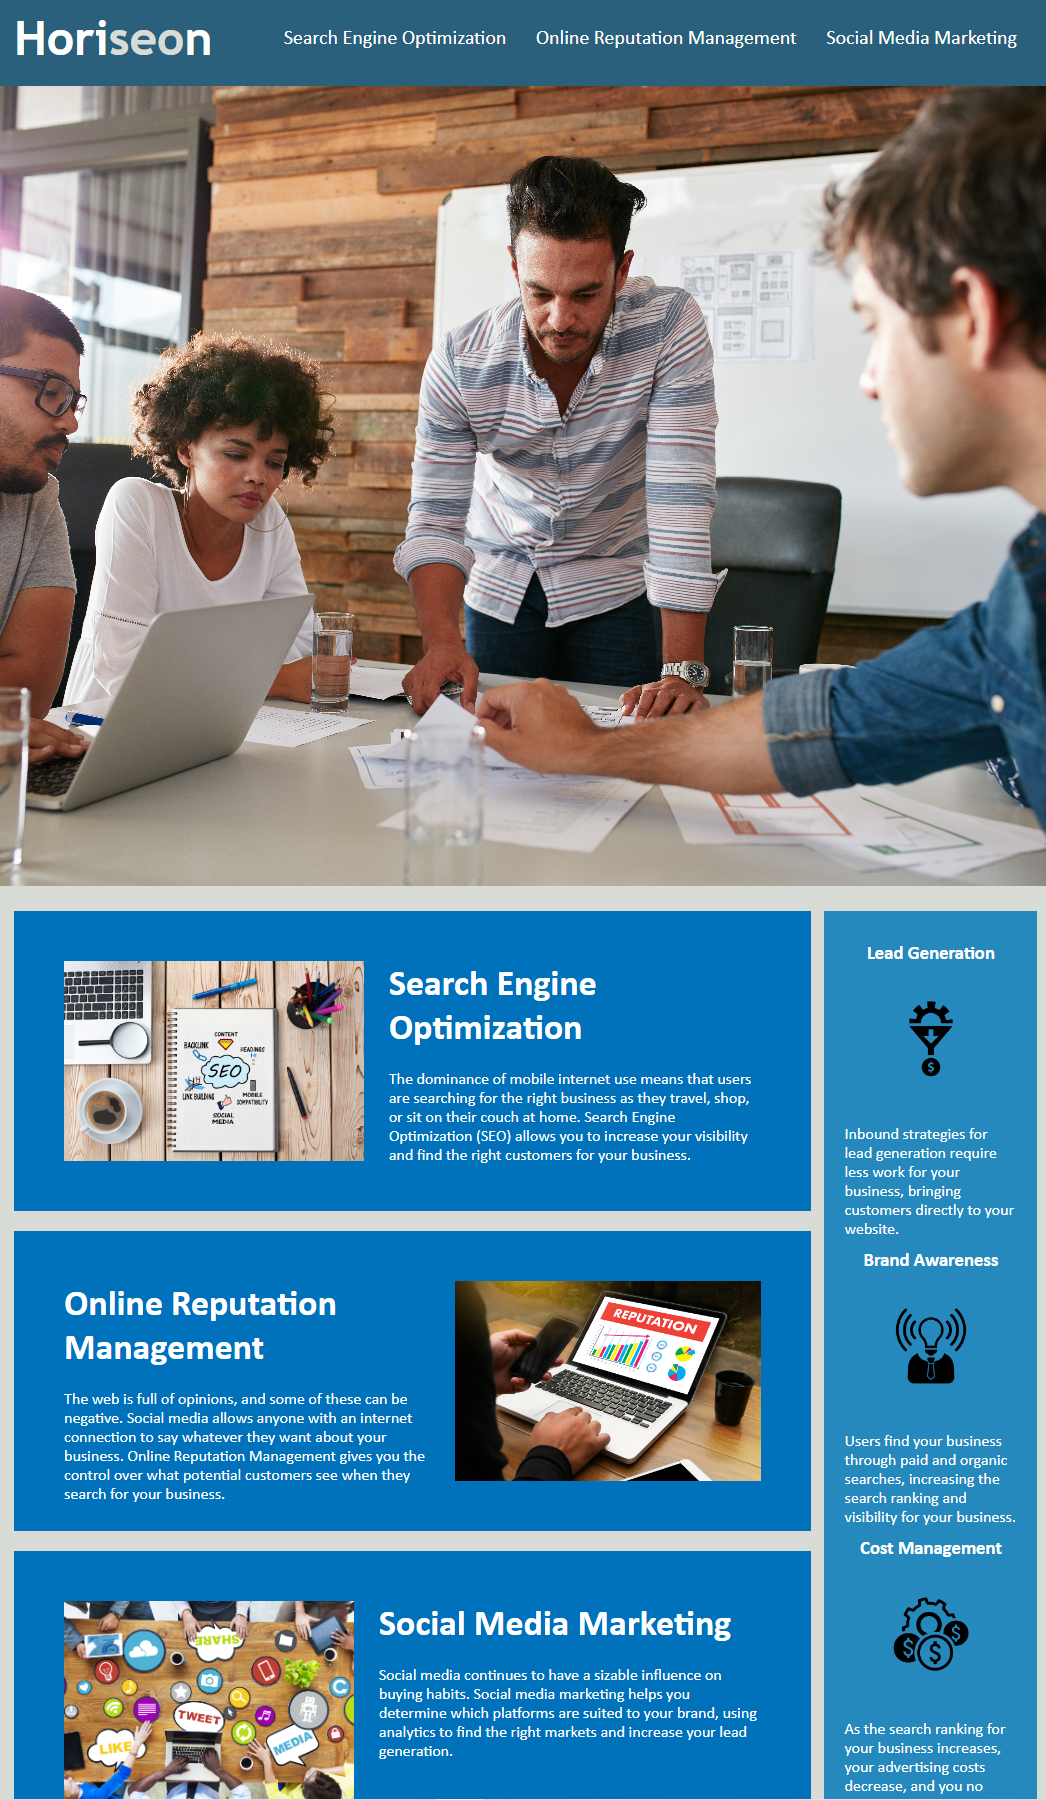 Horiseon
Search Engine Optimization
Online Reputation Management
Social Media Marketing
CONTENT
BACKLINK
HEADINGS
SEO
LINK BUILDING
MOBILE
COMPATIBILITY
SOCIAL
MEDIA
Search Engine
Optimization
The dominance of mobile internet use means that users
are searching for the right business as they travel, shop,
or sit on their couch at home. Search Engine
Optimization (SEO) allows you to increase your visibility
and find the right customers for your business.
Online Reputation
Management
The web is full of opinions, and some of these can be
negative. Social media allows anyone with an internet
connection to say whatever they want about your
business. Online Reputation Management gives you the
control over what potential customers see when they
search for your business.
REPUTATION
SHARE
TWEET
LIKE
MEDIA
Social Media Marketing
Social media continues to have a sizable influence on
buying habits. Social media marketing helps you
determine which platforms are suited to your brand, using
analytics to find the right markets and increase your lead
generation.
Lead Generation
$
Inbound strategies for
lead generation require
less work for your
business, bringing
customers directly to your
website.
Brand Awareness
Users find your business
through paid and organic
searches, increasing the
search ranking and
visibility for your business.
Cost Management
$ $ $
As the search ranking for
your business increases,
your advertising costs
decrease, and you no